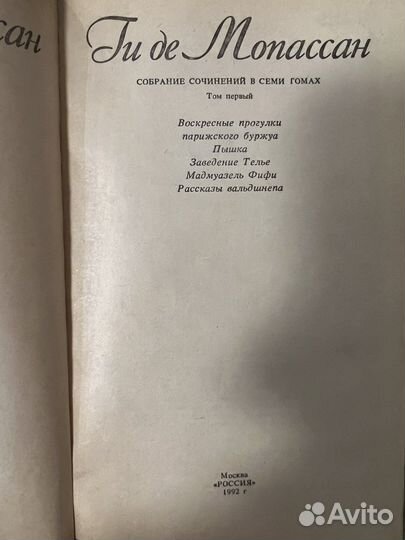 сан
Ги де Мопассан
СОБРАНИЕ СОЧИНЕНИЙ В СЕМИ ГОМАХ
Том первый
Воскресные прогулки
парижского буржуа
Пышка
Заведение Телье
Мадмуазель Фифи
Рассказы вальдшнепа
Москва
«РОССИЯ»
1992 г
Avito